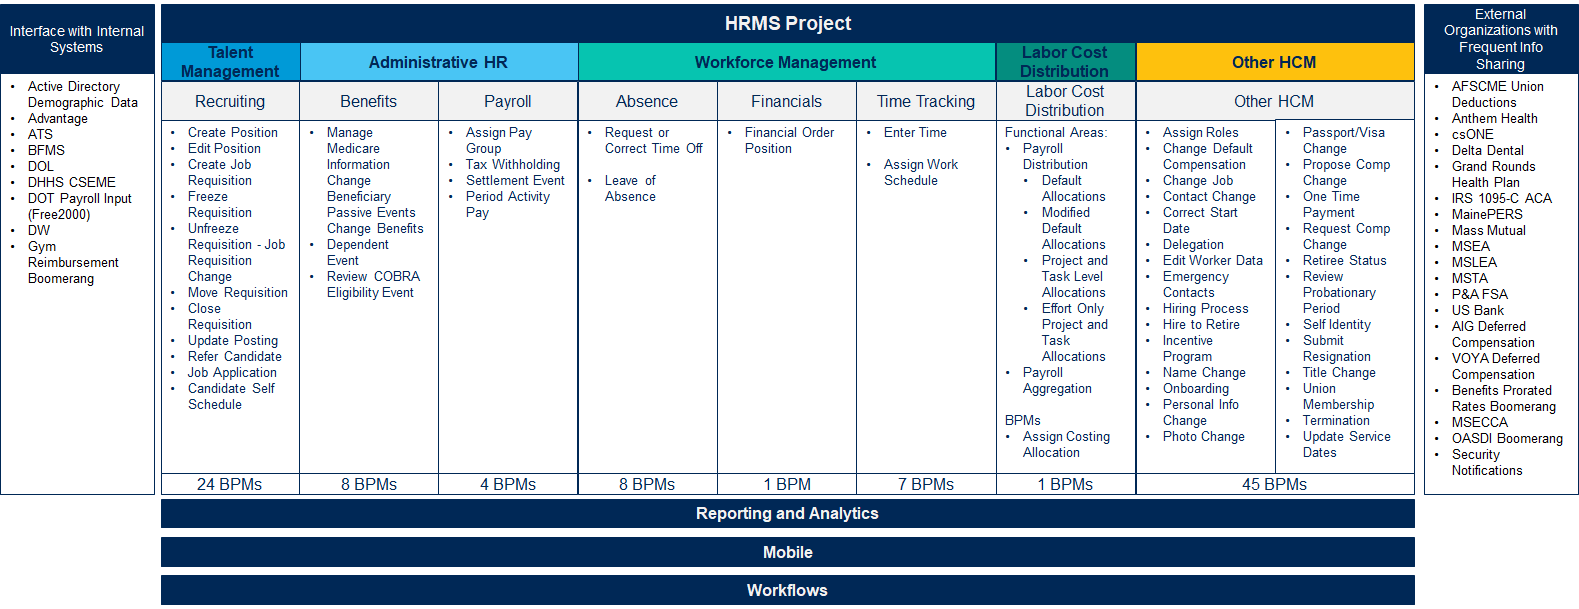 Interface with Internal
Systems
• Active Directory
Demographic Data
• Advantage
• ATS
• BFMS
• DOL
• DHHS CSEME
• DOT Payroll Input
(Free2000)
• DW
• Gym
Reimbursement
Boomerang
HRMS Project
Talent
Management
Administrative HR
Workforce Management
Labor Cost
Distribution
Other HCM
Recruiting
• Create Position
• Edit Position
• Create Job
Requisition
• Freeze
Requisition
• Unfreeze
Requisition - Job
Requisition
Change
• Move Requisition
• Close
Requisition
• Update Posting
• Refer Candidate
• Job Application
• Candidate Self
Schedule
24 BPMs
Benefits
• Manage
Medicare
Information
Change
Beneficiary
Passive Events
Change Benefits
• Dependent
Event
• Review COBRA
Eligibility Event
8 BPMs
Payroll
• Assign Pay
Group
• Tax Withholding
• Settlement Event
• Period Activity
Pay
4 BPMs
Absence
• Request or
Correct Time Off
• Leave of
Absence
8 BPMs
Financials
• Financial Order
Position
1 BPM
Time Tracking
• Enter Time
• Assign Work
Schedule
7 BPMs
Labor Cost
Distribution
Functional Areas:
• Payroll
Distribution
• Default
Allocations
• Modified
Default
Allocations
• Project and
Task Level
Allocations
• Effort Only
Project and
Task
Allocations
• Payroll
Aggregation
BPMs
• Assign Costing
Allocation
1 BPMs
Other HCM
• Assign Roles
• Change Default
Compensation
• Change Job
• Contact Change
• Correct Start
Date
• Delegation
• Edit Worker Data
• Emergency
Contacts
• Hiring Process
• Hire to Retire
• Incentive
Program
• Name Change
• Onboarding
• Personal Info
Change
• Photo Change
• Passport/Visa
Change
• Propose Comp
Change
• One Time
Payment
• Request Comp
Change
• Retiree Status
• Review
Probationary
Period
• Self Identity
• Submit
Resignation
• Title Change
• Union
Membership
• Termination
• Update Service
Dates
45 BPMs
Reporting and Analytics
Mobile
Workflows
External
Organizations with
Frequent Info
Sharing
• AFSCME Union
Deductions
• Anthem Health
• csONE
• Delta Dental
• Grand Rounds
Health Plan
• IRS 1095-C ACA
• MainePERS
• Mass Mutual
• MSEA
• MSLEA
• MSTA
• P&A FSA
• US Bank
• AIG Deferred
Compensation
• VOYA Deferred
Compensation
• Benefits Prorated
Rates Boomerang
• MSECCA
• OASDI Boomerang
• Security
Notifications